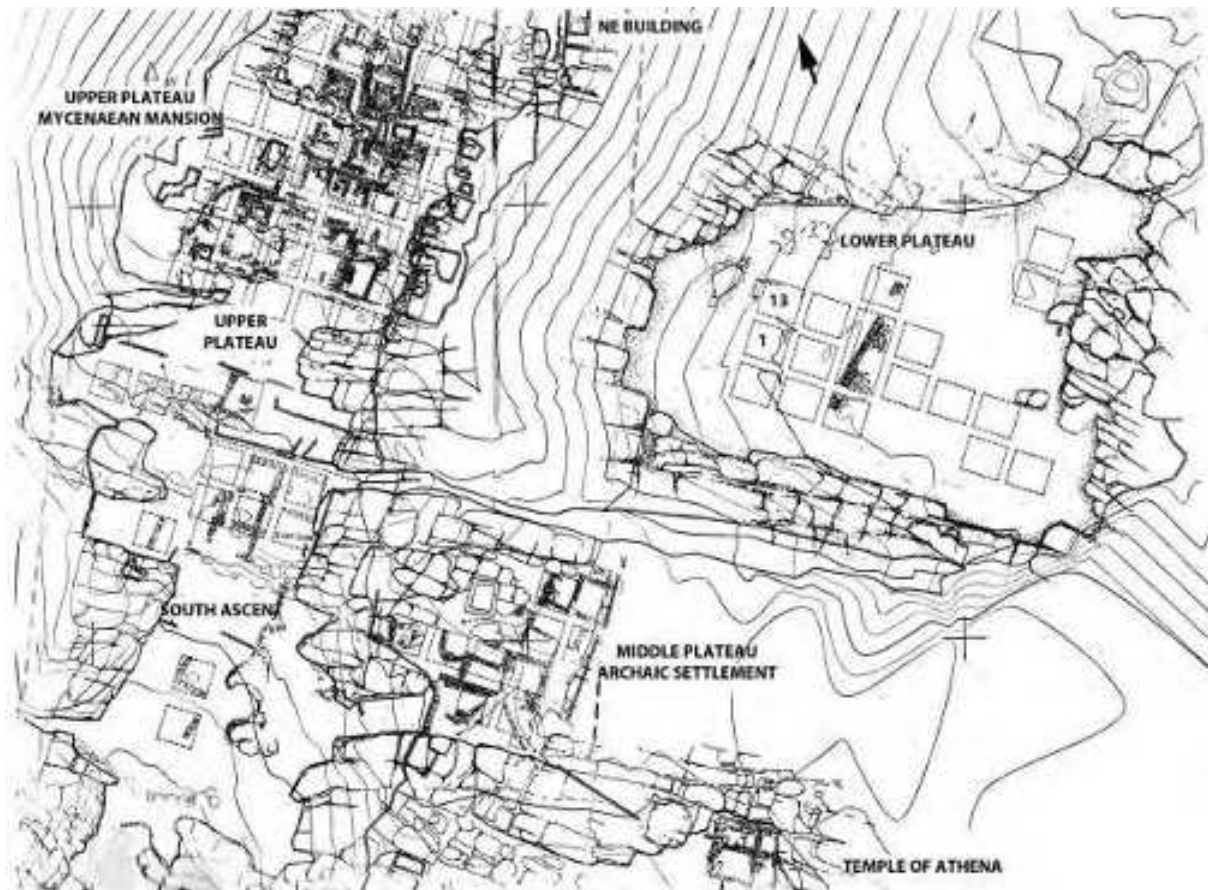 NE BUILDING
UPPER PLATEAU
MYCENAEAN MANSION
LOWER PLATEAU
13
UPPER
PLATEAU
1
SOUTH ASCENT
MIDDLE PLATEAU
ARCHAIC SETTLEMENT
TEMPLE OF ATHENA